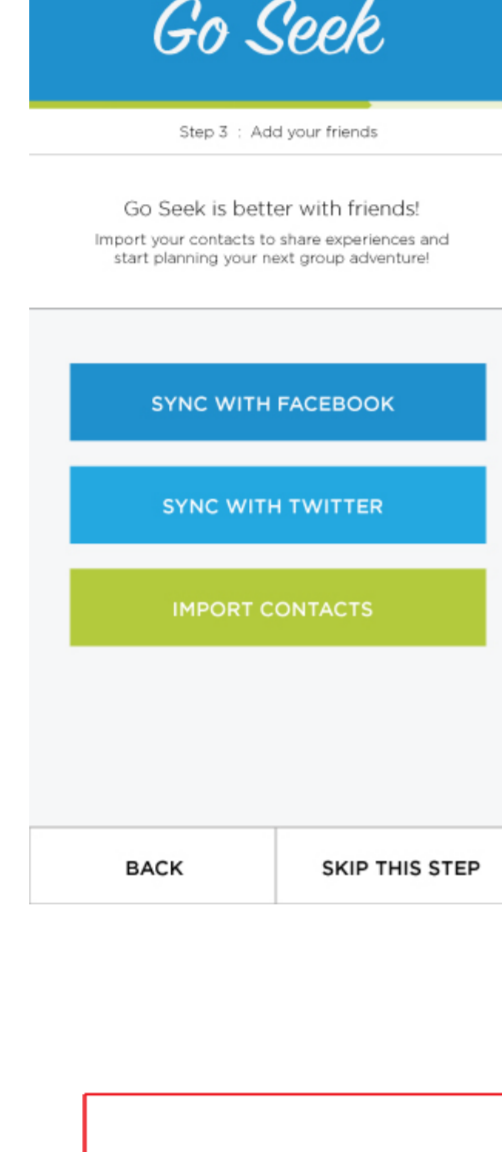 Go Seek
Step 3 : Add your friends
Go Seek is better with friends!
Import your contacts to share experiences and
start planning your next group adventure!
SYNC WITH FACEBOOK
SYNC WITH TWITTER
IMPORT CONTACTS
BACK
SKIP THIS STEP